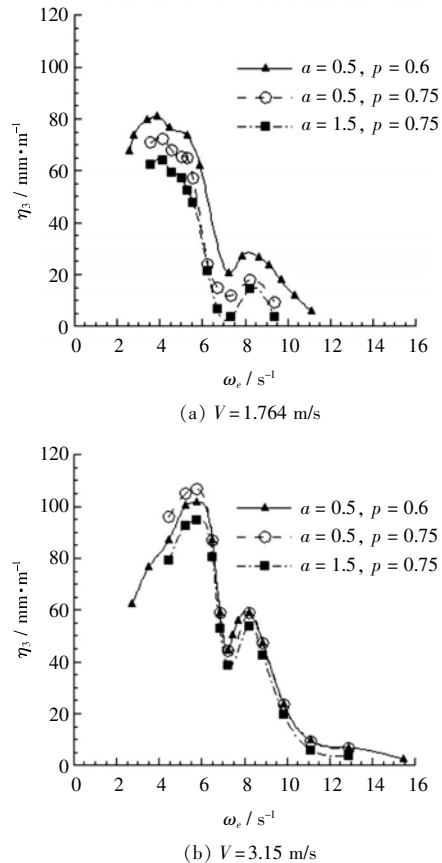 120
100
80
60
40
20
0
η₃ / mm·m⁻¹
a = 0.5, p = 0.6
a = 0.5, p = 0.75
a = 1.5, p = 0.75
0 2 4 6 8 10 12 14 16
ωₑ / s⁻¹
(a) V = 1.764 m/s
120
100
80
60
40
20
0
η₃ / mm·m⁻¹
a = 0.5, p = 0.6
a = 0.5, p = 0.75
a = 1.5, p = 0.75
0 2 4 6 8 10 12 14 16
ωₑ / s⁻¹
(b) V = 3.15 m/s